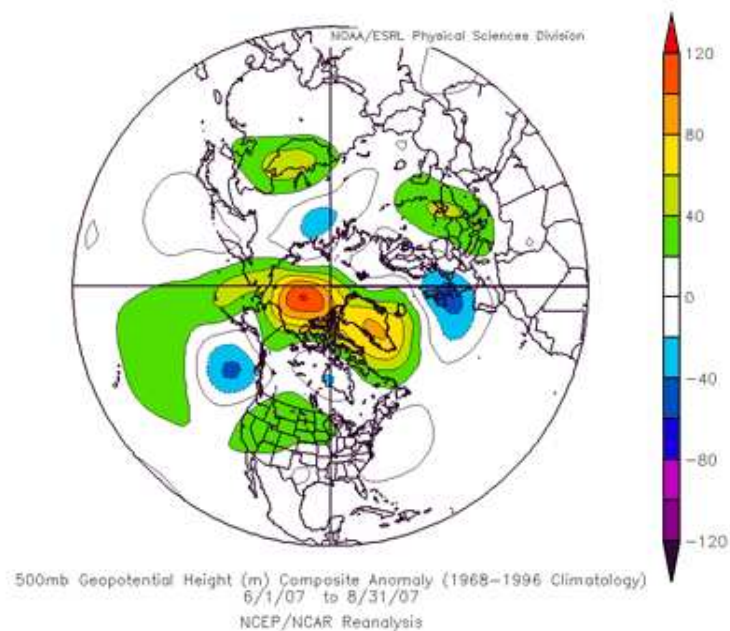 NOAA/ESRL Physical Sciences Division
120
80
40
0
-40
-80
-120
500mb Geopotential Height (m) Composite Anomaly (1968-1996 Climatology)
6/1/07 to 8/31/07
NCEP/NCAR Reanalysis